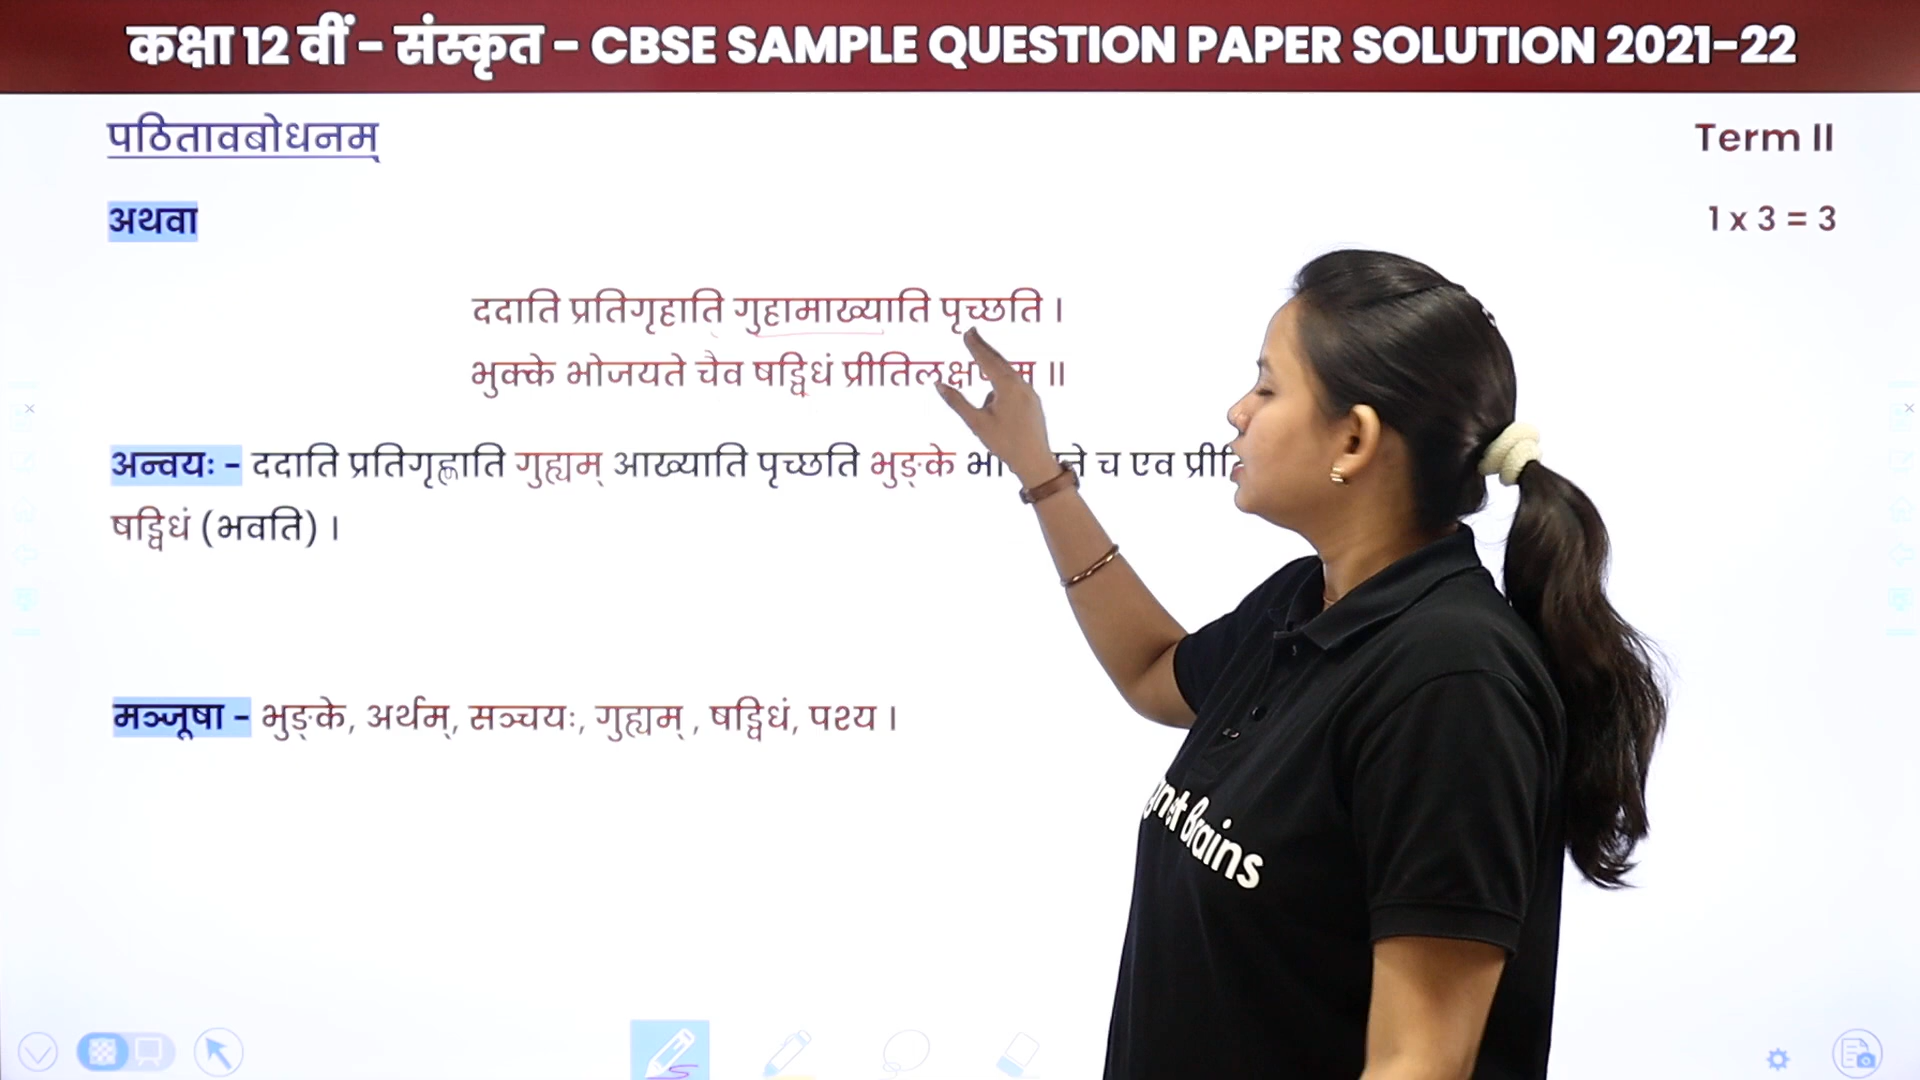 कक्षा 12 वीं - संस्कृत - CBSE SAMPLE QUESTION PAPER SOLUTION 2021-22
पठितावबोधनम्
Term II
अथवा
1 x 3 = 3
ददाति प्रतिगृहाति गुहामाख्याति पृच्छति ।
भुक्के भोजयते चैव षड्विधं ॥
अन्वयः - ददाति प्रतिगृह्णाति गुह्यम् आख्याति पृच्छति भुङ्के च एव
षड्विधं (भवति) ।
मञ्जूषा - भुङ्के, अर्थम्, सञ्चयः, गुह्यम् , षड्विधं, पश्य ।
Brains